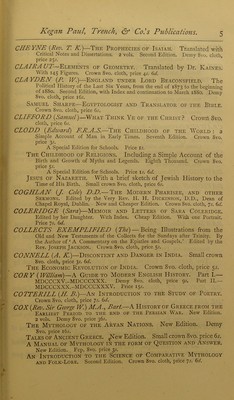 Kegan Paul, Trench, & Co.'s Publications. 5
CHEYNE (Rev. T. K.)—THE PROPHECIES OF ISAIAH. Translated with
Critical Notes and Dissertations. 2 vols. Second Edition. Demy 8vo. cloth,
price 25s.
CLAIRAUT—ELEMENTS OF GEOMETRY. Translated by Dr. KAINES.
With 145 Figures. Crown 8vo. cloth, price 4s. 6d.
CLAYDEN (P. W.)—ENGLAND UNDER LORD BEACONSFIELD. The
Political History of the Last Six Years, from the end of 1873 to the beginning
of 1880. Second Edition, with Index and continuation to March 1880. Demy
8vo. cloth, price 16s.
SAMUEL SHARPE—EGYPTOLOGIST AND TRANSLATOR OF THE BIBLE.
Crown 8vo. cloth, price 6s.
CLIFFORD (Samuel)—WHAT THINK YE OF THE CHRIST? Crown 8vo.
cloth, price 6s.
CLODD (Edward) F.R.A.S.—THE CHILDHOOD OF THE WORLD: a
Simple Account of Man in Early Times. Seventh Edition. Crown 8vo.
price 3s.
A Special Edition for Schools. Price 1s.
THE CHILDHOOD OF RELIGIONS. Including a Simple Account of the
Birth and Growth of Myths and Legends. Eighth Thousand. Crown 8vo.
price 5s.
A Special Edition for Schools. Price 1s. 6d.
JESUS OF NAZARETH. With a brief sketch of Jewish History to the
Time of His Birth. Small crown 8vo. cloth, price 6s.
COGHLAN (J. Cole) D.D.—THE MODERN PHARISEE, AND OTHER
SERMONS. Edited by the Very Rev. H. H. DICKINSON, D.D., Dean of
Chapel Royal, Dublin. New and Cheaper Edition. Crown 8vo. cloth, 7s. 6d.
COLERIDGE (Sara)—MEMOIR AND LETTERS OF SARA COLERIDGE.
Edited by her Daughter. With Index. Cheap Edition. With one Portrait.
Price 7s. 6d.
COLLECTS EXEMPLIFIED (The)—Being Illustrations from the
Old and New Testaments of the Collects for the Sundays after Trinity. By
the Author of 'A Commentary on the Epistles and Gospels.' Edited by the
Rev. JOSEPH JACKSON. Crown 8vo. cloth, price 5s.
CONNELL (A. K.)—DISCONTENT AND DANGER IN INDIA. Small crown
8vo. cloth, price 3s. 6d.
THE ECONOMIC REVOLUTION OF INDIA. Crown 8vo. cloth, price 5s.
CORY (William)—A GUIDE TO MODERN ENGLISH HISTORY. Part I.—
MDCCCXV.-MDCCCXXX. Demy 8vo. cloth, price 9s. Part II.—
MDCCCXXX.-MDCCCXXXV. Price 15s.
COTTERILL (H. B.)—AN INTRODUCTION TO THE STUDY OF POETRY.
Crown 8vo. cloth, price 7s. 6d.
COX (Rev. Sir George W.) M.A., Bart.—A HISTORY OF GREECE FROM THE
EARLIEST PERIOD TO THE END OF THE PERSIAN WAR. New Edition.
2 vols. Demy 8vo. price 36s.
THE MYTHOLOGY OF THE ARYAN NATIONS. New Edition. Demy
8vo. price 16s.
TALES OF ANCIENT GREECE. New Edition. Small crown 8vo. price 6s.
A MANUAL OF MYTHOLOGY IN THE FORM OF QUESTION AND ANSWER.
New Edition. Fcp. 8vo. price 3s.
AN INTRODUCTION TO THE SCIENCE OF COMPARATIVE MYTHOLOGY
AND FOLK-LORE. Second Edition. Crown 8vo. cloth, price 7s. 6d.